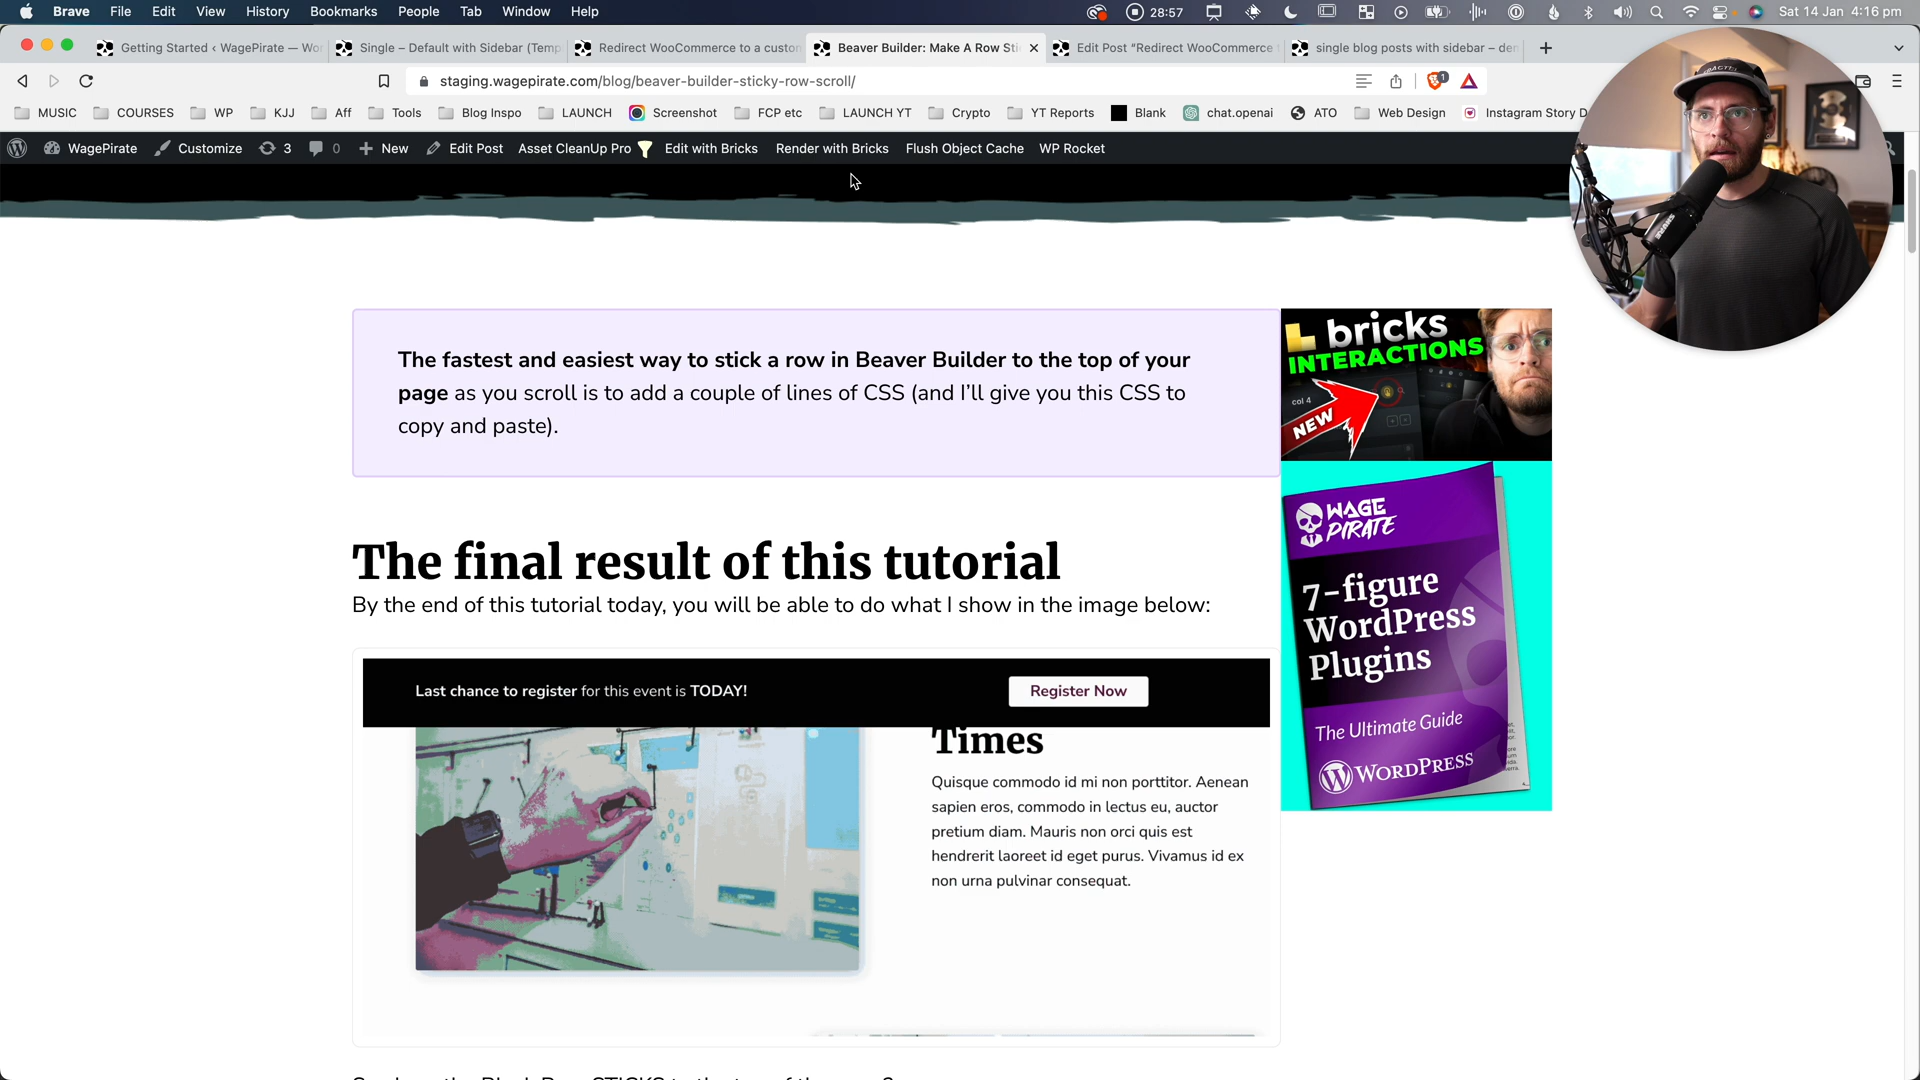 Brave File Edit View History Bookmarks People Tab Window Help
28:57
Sat 14 Jan 4:16 pm
Getting Started ‹ WagePirate — Wo
Single – Default with Sidebar (Temp
Redirect WooCommerce to a custon
Beaver Builder: Make A Row Sti
Edit Post "Redirect WooCommerce t
single blog posts with sidebar – den
staging.wagepirate.com/blog/beaver-builder-sticky-row-scroll/
1
MUSIC COURSES WP KJJ Aff Tools Blog Inspo LAUNCH Screenshot FCP etc LAUNCH YT Crypto YT Reports Blank chat.openai ATO Web Design Instagram Story D
WagePirate Customize 3 0 New Edit Post Asset CleanUp Pro Edit with Bricks Render with Bricks Flush Object Cache WP Rocket
The fastest and easiest way to stick a row in Beaver Builder to the top of your
page as you scroll is to add a couple of lines of CSS (and I'll give you this CSS to
copy and paste).
bricks
INTERACTIONS
col 4
NEW
The final result of this tutorial
By the end of this tutorial today, you will be able to do what I show in the image below:
WAGE
PIRATE
7-figure
WordPress
Plugins
The Ultimate Guide
WORDPRESS
Last chance to register for this event is TODAY!
Register Now
Times
Quisque commodo id mi non porttitor. Aenean
sapien eros, commodo in lectus eu, auctor
pretium diam. Mauris non orci quis est
hendrerit laoreet id eget purus. Vivamus id ex
non urna pulvinar consequat.